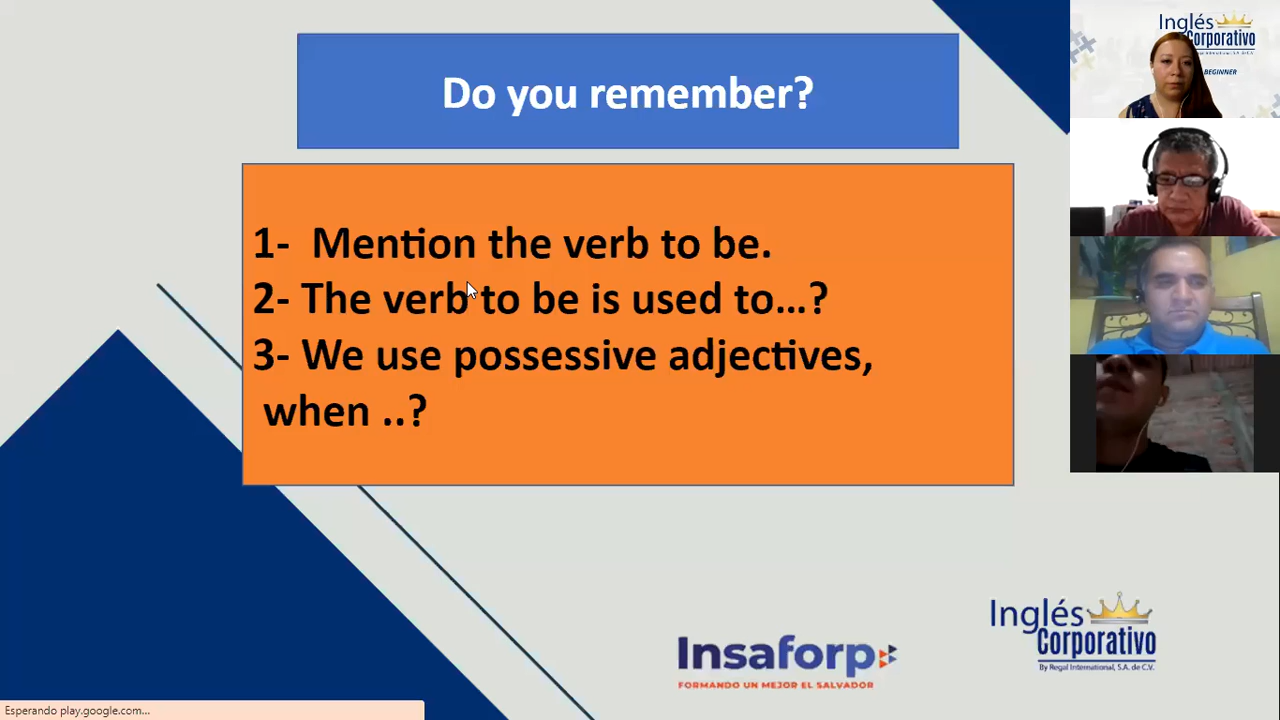 Do you remember?
1- Mention the verb to be.
2- The verb to be is used to...?
3- We use possessive adjectives,
when ..?
Insaforp
FORMANDO UN MEJOR EL SALVADOR
Inglés
Corporativo
By Regal International, S.A. de C.V.
Inglés
Corporativo
BEGINNER
Esperando play.google.com...